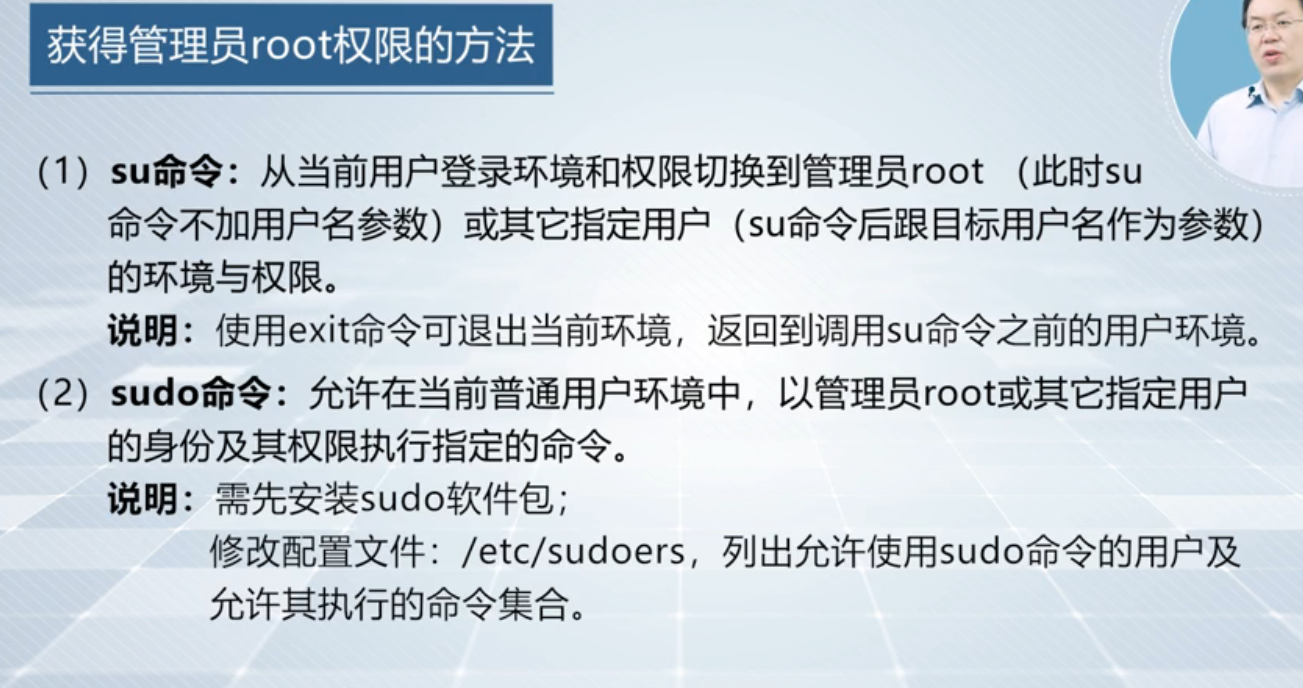 获得管理员root权限的方法
（1）su命令：从当前用户登录环境和权限切换到管理员root （此时su
命令不加用户名参数）或其它指定用户（su命令后跟目标用户名作为参数）
的环境与权限。
说明：使用exit命令可退出当前环境，返回到调用su命令之前的用户环境。
（2）sudo命令：允许在当前普通用户环境中，以管理员root或其它指定用户
的身份及其权限执行指定的命令。
说明：需先安装sudo软件包；
修改配置文件：/etc/sudoers，列出允许使用sudo命令的用户及
允许其执行的命令集合。